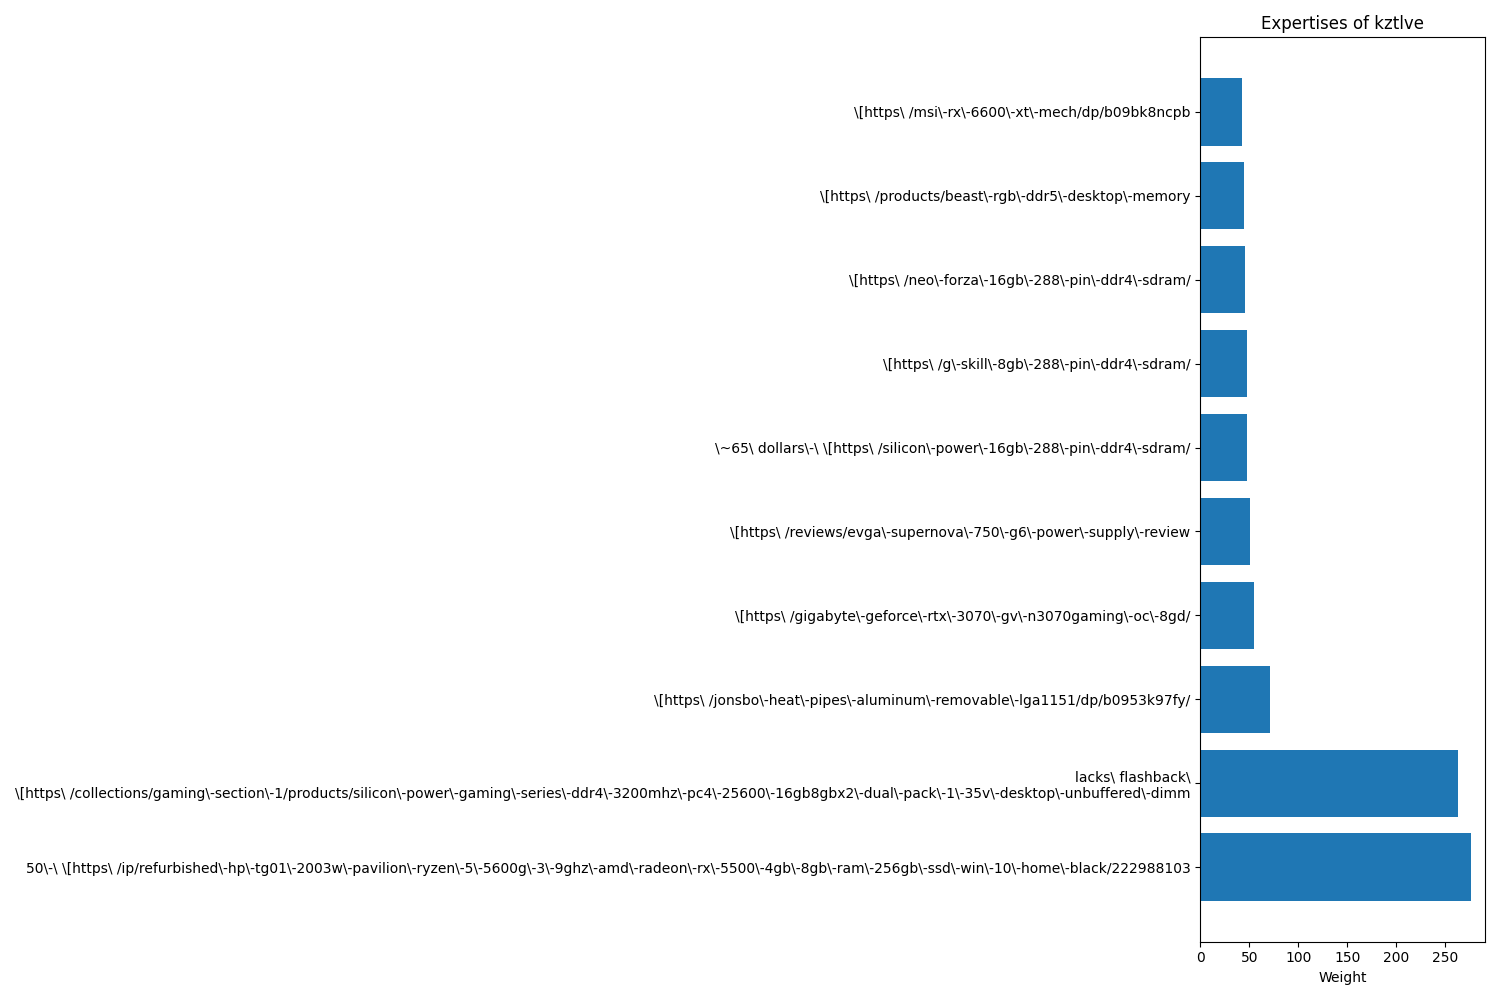 Expertises of kztlve
\[https\ /msi\-rx\-6600\-xt\-mech/dp/b09bk8ncpb
\[https\ /products/beast\-rgb\-ddr5\-desktop\-memory
\[https\ /neo\-forza\-16gb\-288\-pin\-ddr4\-sdram/
\[https\ /g\-skill\-8gb\-288\-pin\-ddr4\-sdram/
\~65\ dollars\-\ \[https\ /silicon\-power\-16gb\-288\-pin\-ddr4\-sdram/
\[https\ /reviews/evga\-supernova\-750\-g6\-power\-supply\-review
\[https\ /gigabyte\-geforce\-rtx\-3070\-gv\-n3070gaming\-oc\-8gd/
\[https\ /jonsbo\-heat\-pipes\-aluminum\-removable\-lga1151/dp/b0953k97fy/
lacks\ flashback\
\[https\ /collections/gaming\-section\-1/products/silicon\-power\-gaming\-series\-ddr4\-3200mhz\-pc4\-25600\-16gb8gbx2\-dual\-pack\-1\-35v\-desktop\-unbuffered\-dimm
50\-\ \[https\ /ip/refurbished\-hp\-tg01\-2003w\-pavilion\-ryzen\-5\-5600g\-3\-9ghz\-amd\-radeon\-rx\-5500\-4gb\-8gb\-ram\-256gb\-ssd\-win\-10\-home\-black/222988103
0 50 100 150 200 250
Weight